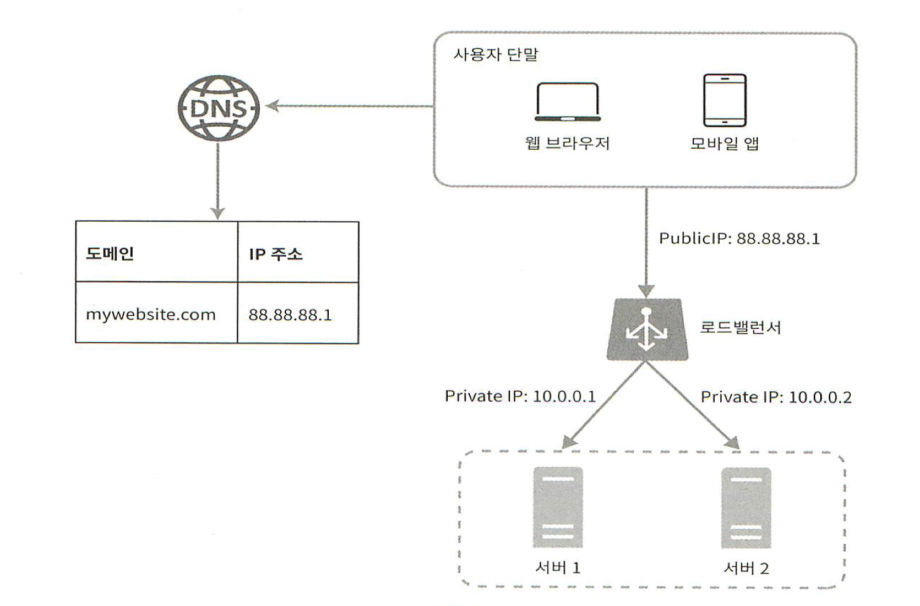 사용자 단말
DNS
웹 브라우저
모바일 앱
PublicIP: 88.88.88.1
도메인
IP 주소
mywebsite.com
88.88.88.1
로드밸런서
Private IP: 10.0.0.1
Private IP: 10.0.0.2
서버 1
서버 2